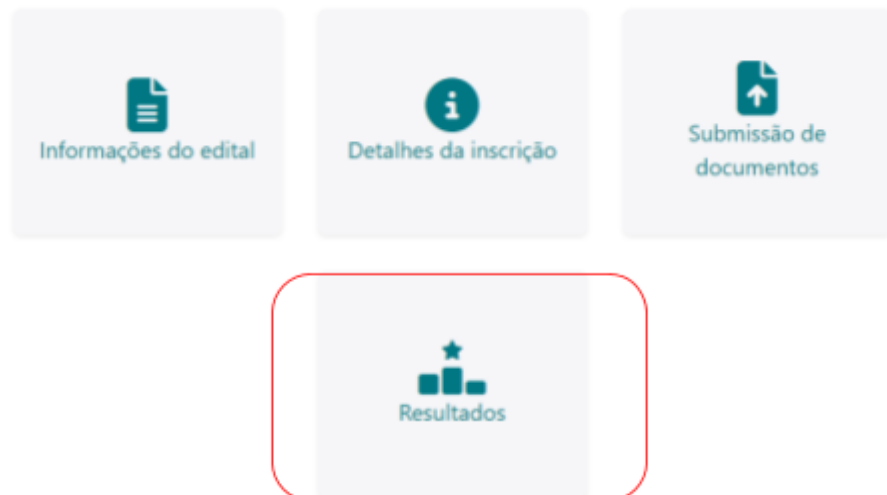 Informações do edital
Detalhes da inscrição
Submissão de
documentos
Resultados